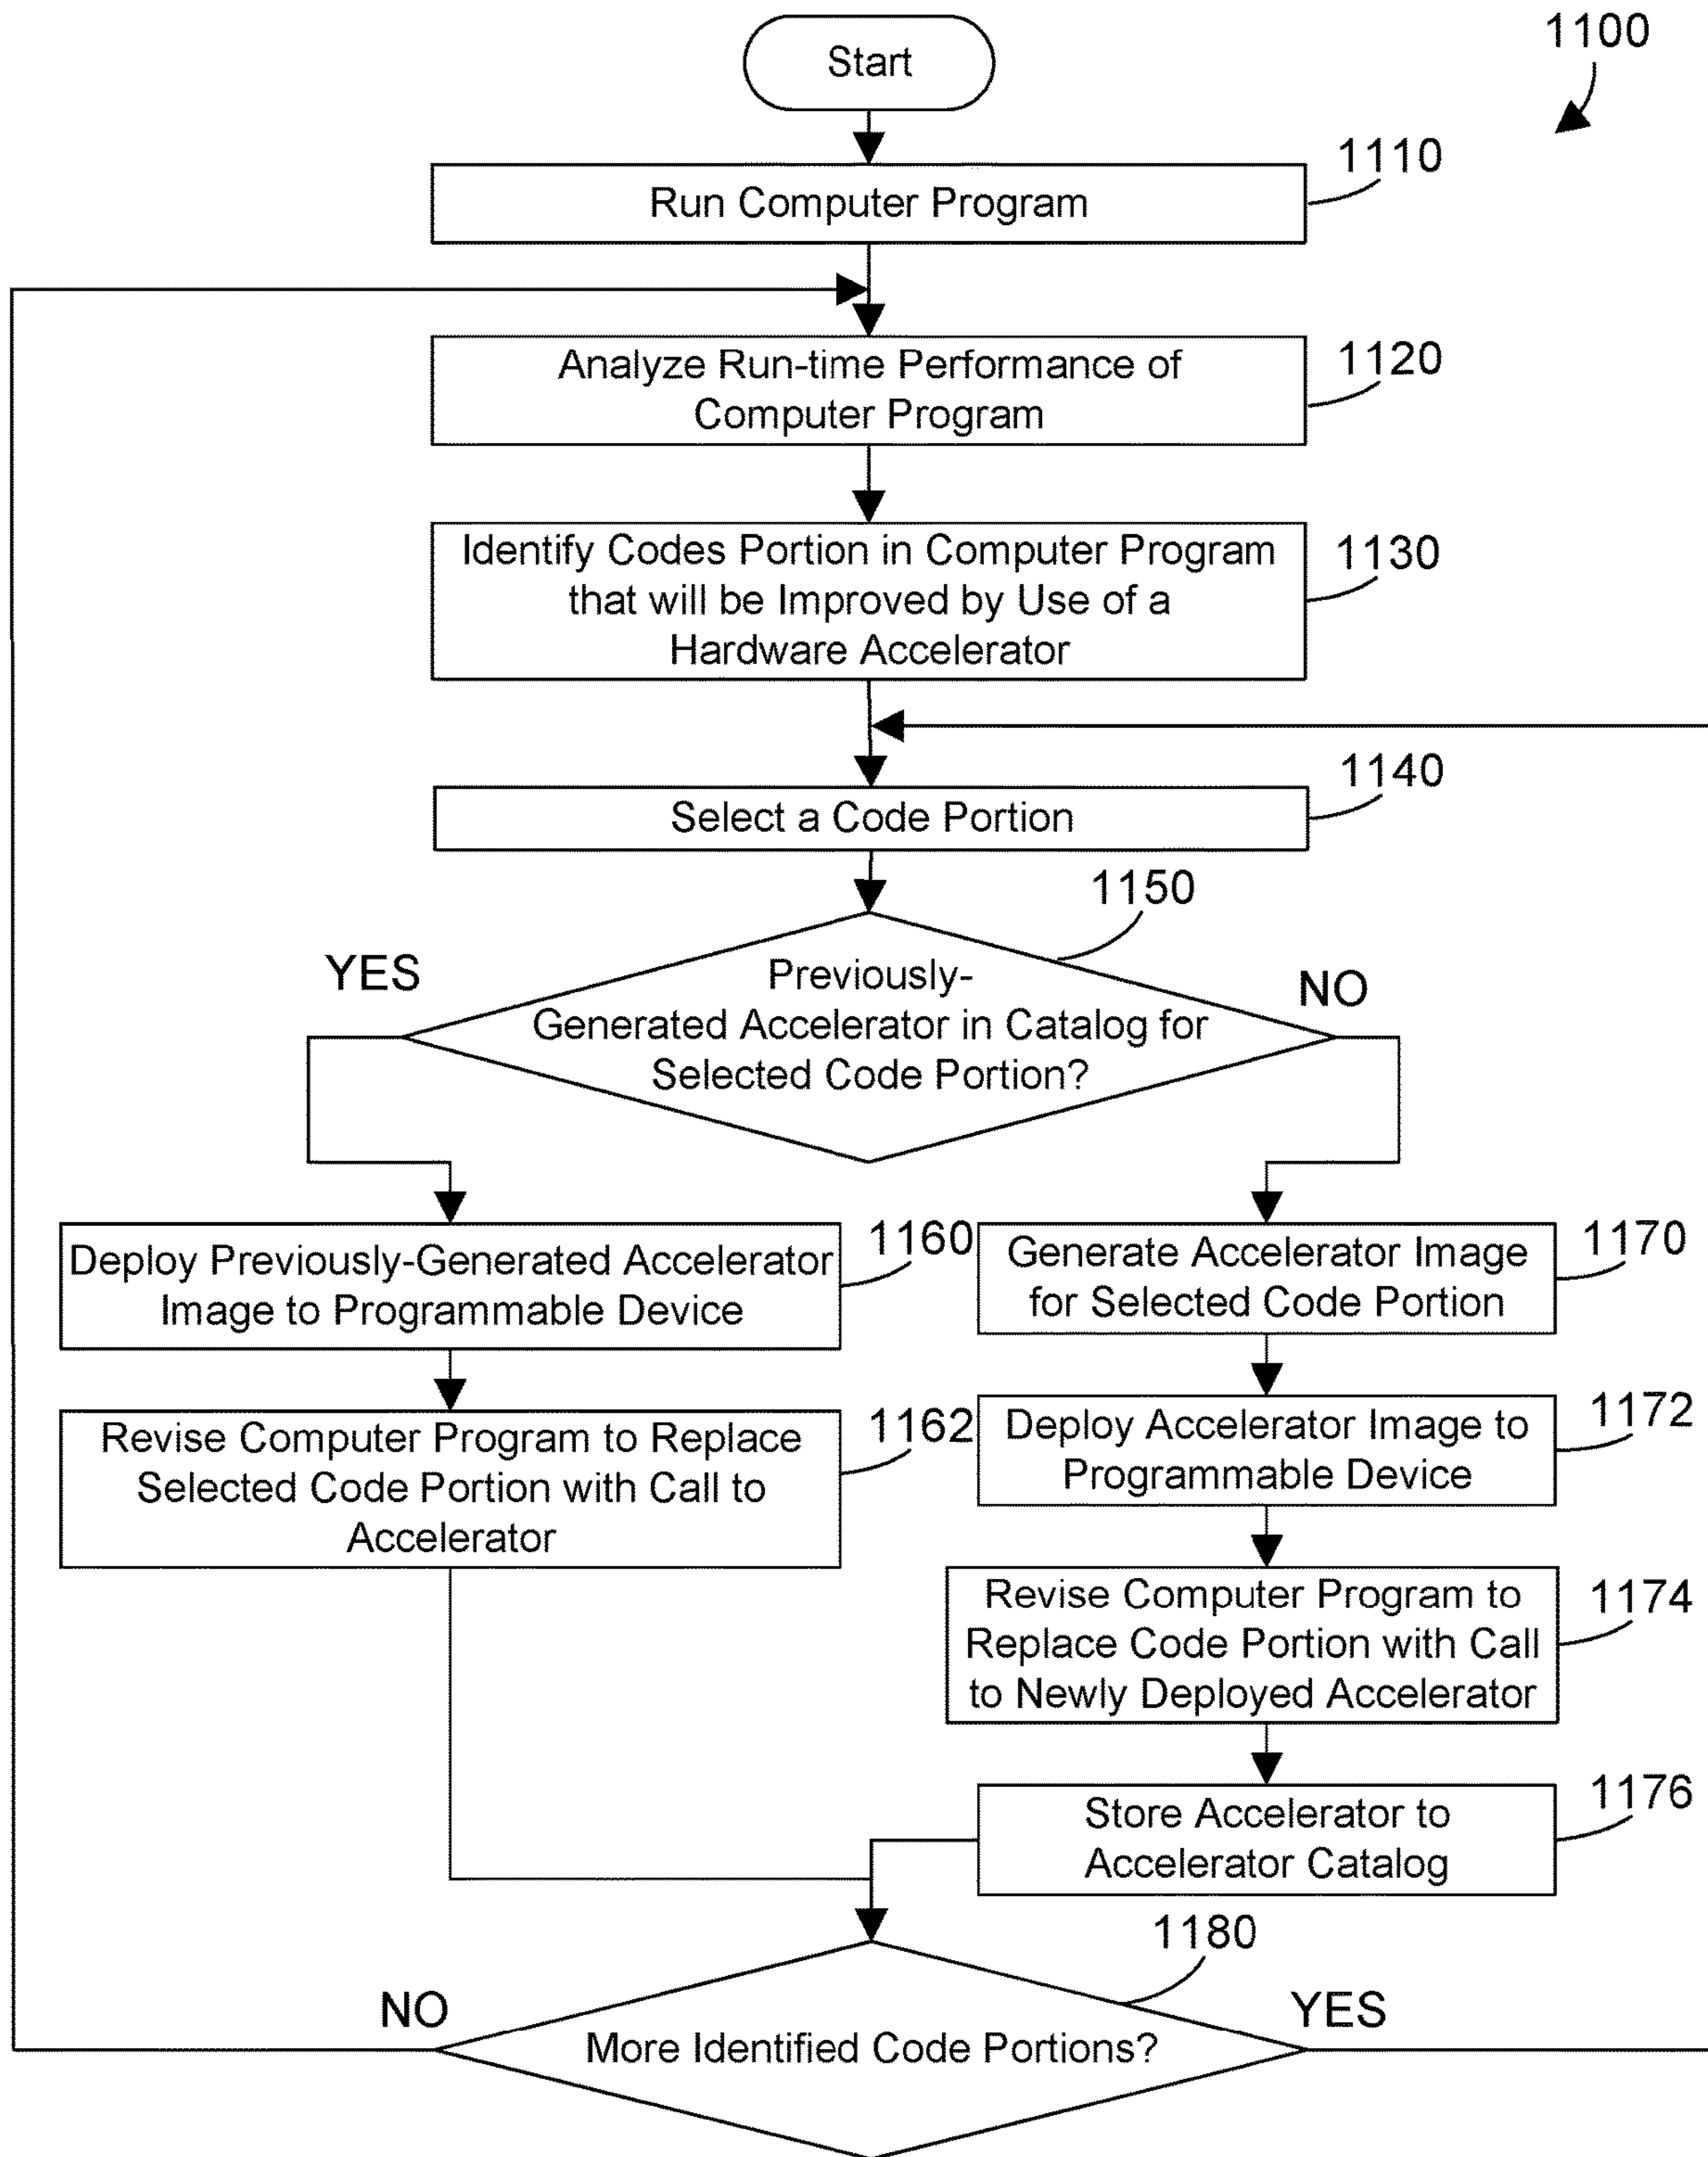 Start
1100
1110
Run Computer Program
1120
Analyze Run-time Performance of
Computer Program
1130
Identify Codes Portion in Computer Program
that will be Improved by Use of a
Hardware Accelerator
1140
Select a Code Portion
1150
YES
NO
Previously-
Generated Accelerator in Catalog for
Selected Code Portion?
1160
Deploy Previously-Generated Accelerator
Image to Programmable Device
1170
Generate Accelerator Image
for Selected Code Portion
1162
Revise Computer Program to Replace
Selected Code Portion with Call to
Accelerator
1172
Deploy Accelerator Image to
Programmable Device
1174
Revise Computer Program to
Replace Code Portion with Call
to Newly Deployed Accelerator
1176
Store Accelerator to
Accelerator Catalog
1180
NO
YES
More Identified Code Portions?